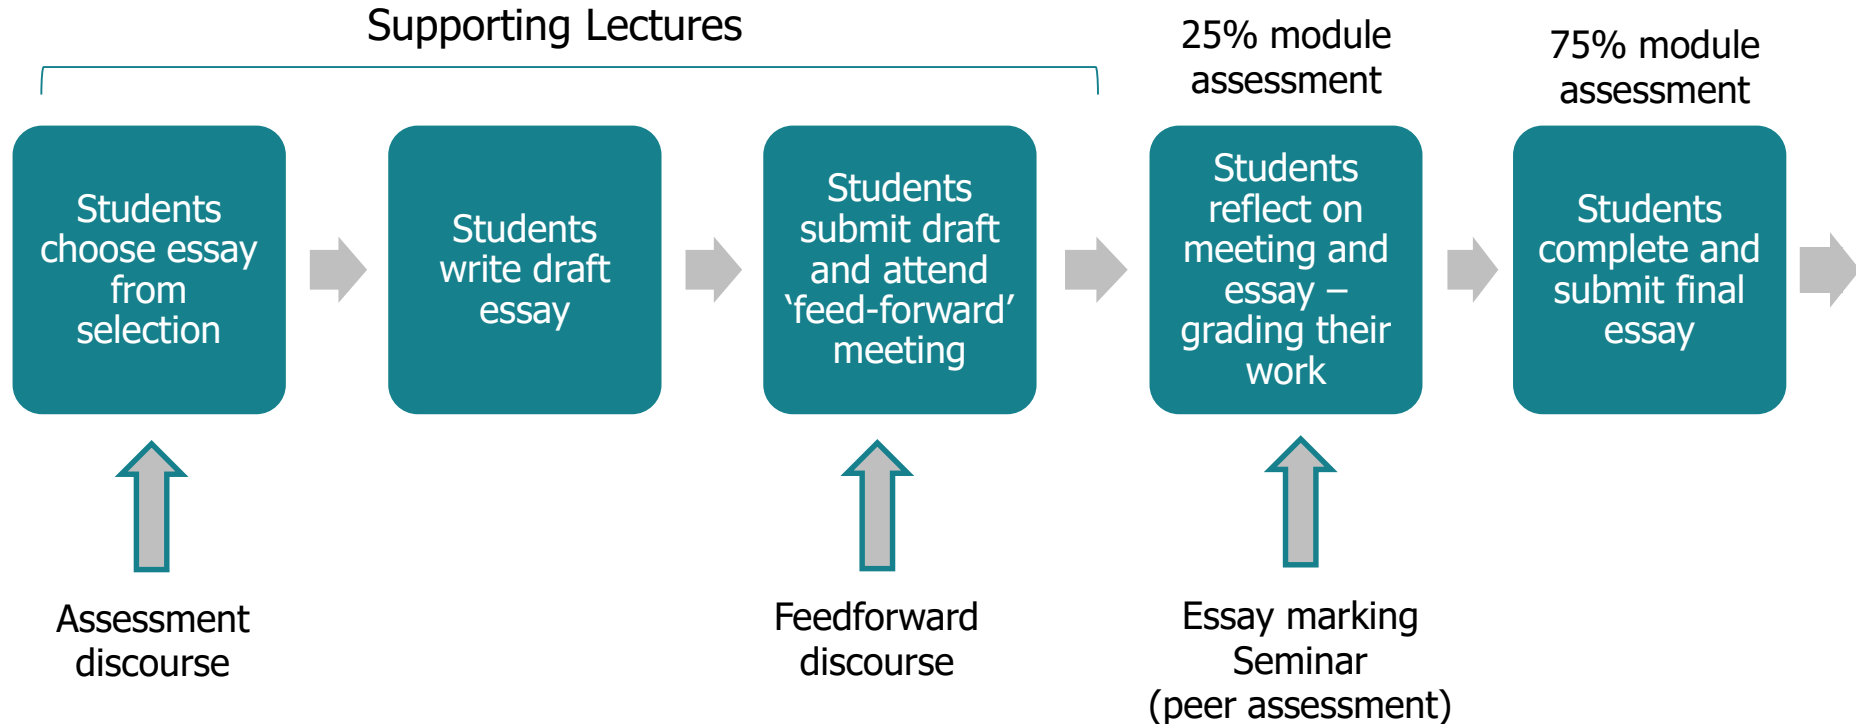 Supporting Lectures
25% module
assessment
75% module
assessment
Students
choose essay
from
selection
Students
write draft
essay
Students
submit draft
and attend
‘feed-forward’
meeting
Students
reflect on
meeting and
essay –
grading their
work
Students
complete and
submit final
essay
Assessment
discourse
Feedforward
discourse
Essay marking
Seminar
(peer assessment)